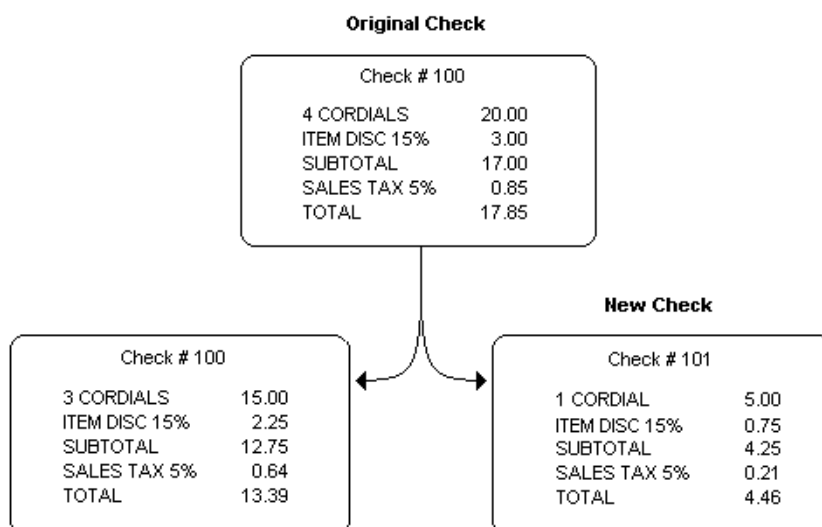 Original Check
Check # 100
4 CORDIALS 20.00
ITEM DISC 15% 3.00
SUBTOTAL 17.00
SALES TAX 5% 0.85
TOTAL 17.85
New Check
Check # 100
3 CORDIALS 15.00
ITEM DISC 15% 2.25
SUBTOTAL 12.75
SALES TAX 5% 0.64
TOTAL 13.39
Check # 101
1 CORDIAL 5.00
ITEM DISC 15% 0.75
SUBTOTAL 4.25
SALES TAX 5% 0.21
TOTAL 4.46